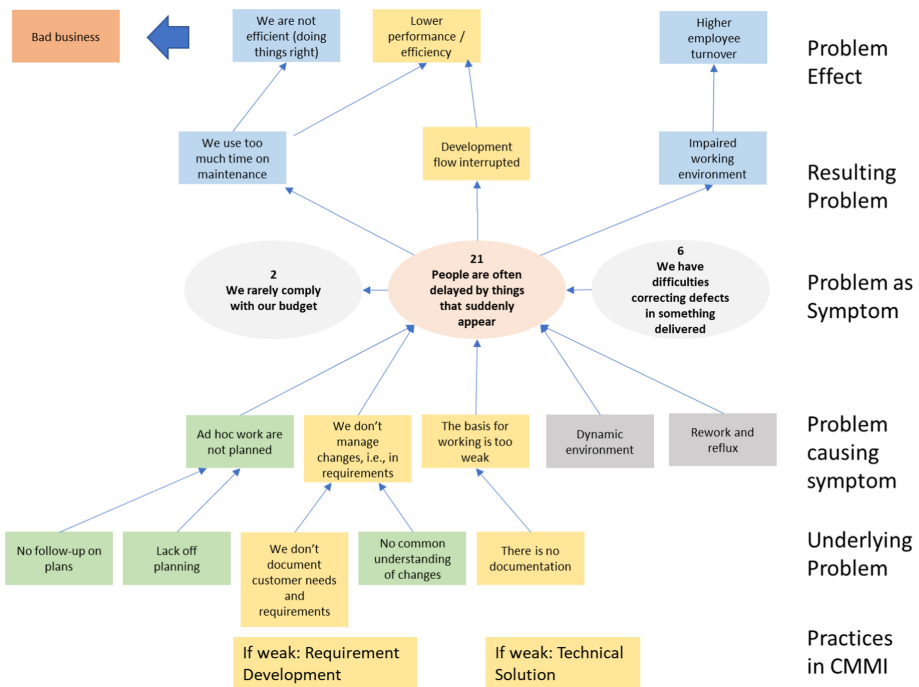 Bad business
We are not
efficient (doing
things right)
Lower
performance /
efficiency
Higher
employee
turnover
Problem
Effect
We use too
much time on
maintenance
Development
flow interrupted
Impaired
working
environment
Resulting
Problem
2
We rarely comply
with our budget
21
People are often
delayed by things
that suddenly
appear
6
We have
difficulties
correcting defects
in something
delivered
Problem as
Symptom
Ad hoc work are
not planned
We don't
manage
changes, i.e., in
requirements
The basis for
working is too
weak
Dynamic
environment
Rework and
reflux
Problem
causing
symptom
No follow-up on
plans
Lack off
planning
We don't
document
customer needs
and
requirements
No common
understanding
of changes
There is no
documentation
Underlying
Problem
If weak: Requirement
Development
If weak: Technical
Solution
Practices
in CMMI